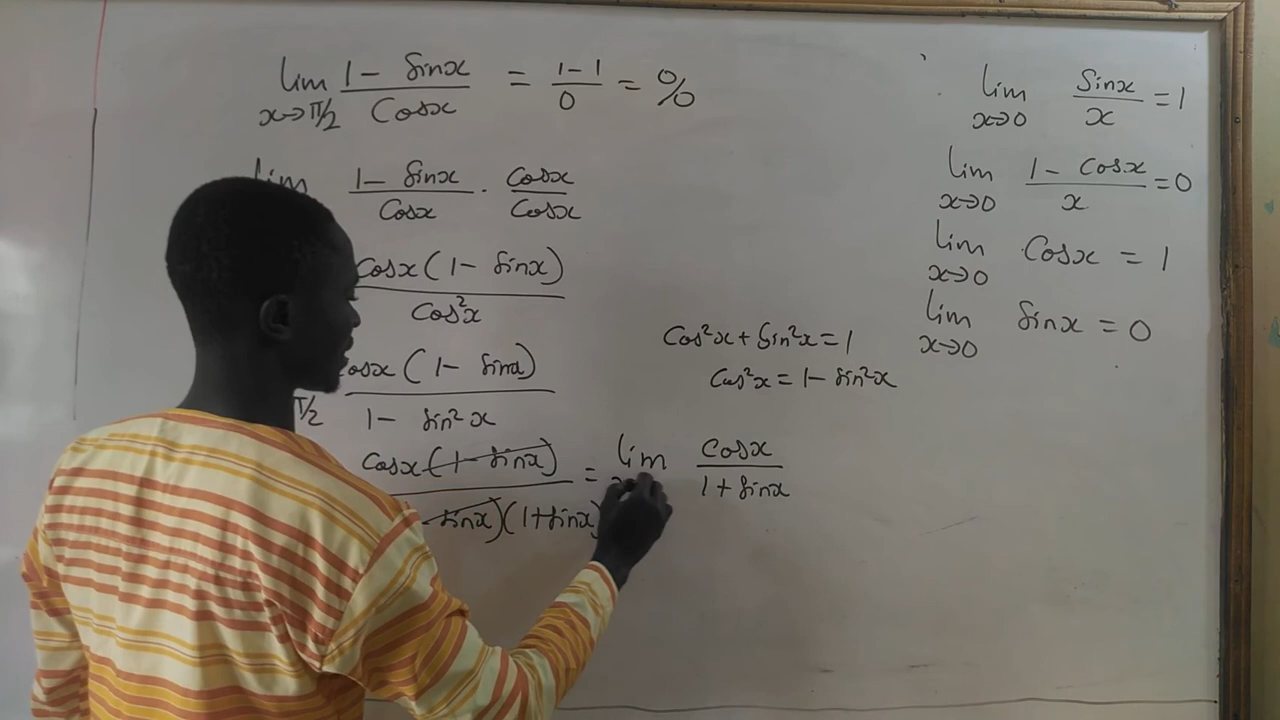 lim x→π/2 (1 - Sinx)/Cosx = (1-1)/0 = 0/0
lim (1 - Sinx)/Cosx · Cosx/Cosx
Cosx(1 - Sinx)/Cos²x
Cosx(1 - Sinx)/(1 - Sin²x)
π/2
Cosx(1 - Sinx)/Sinx)(1+Sinx) = lim Cosx/(1 + Sinx)
Cos²x + Sin²x = 1
Cos²x = 1 - Sin²x
lim x→0 Sinx/x = 1
lim x→0 (1 - Cosx)/x = 0
lim x→0 Cosx = 1
lim x→0 Sinx = 0